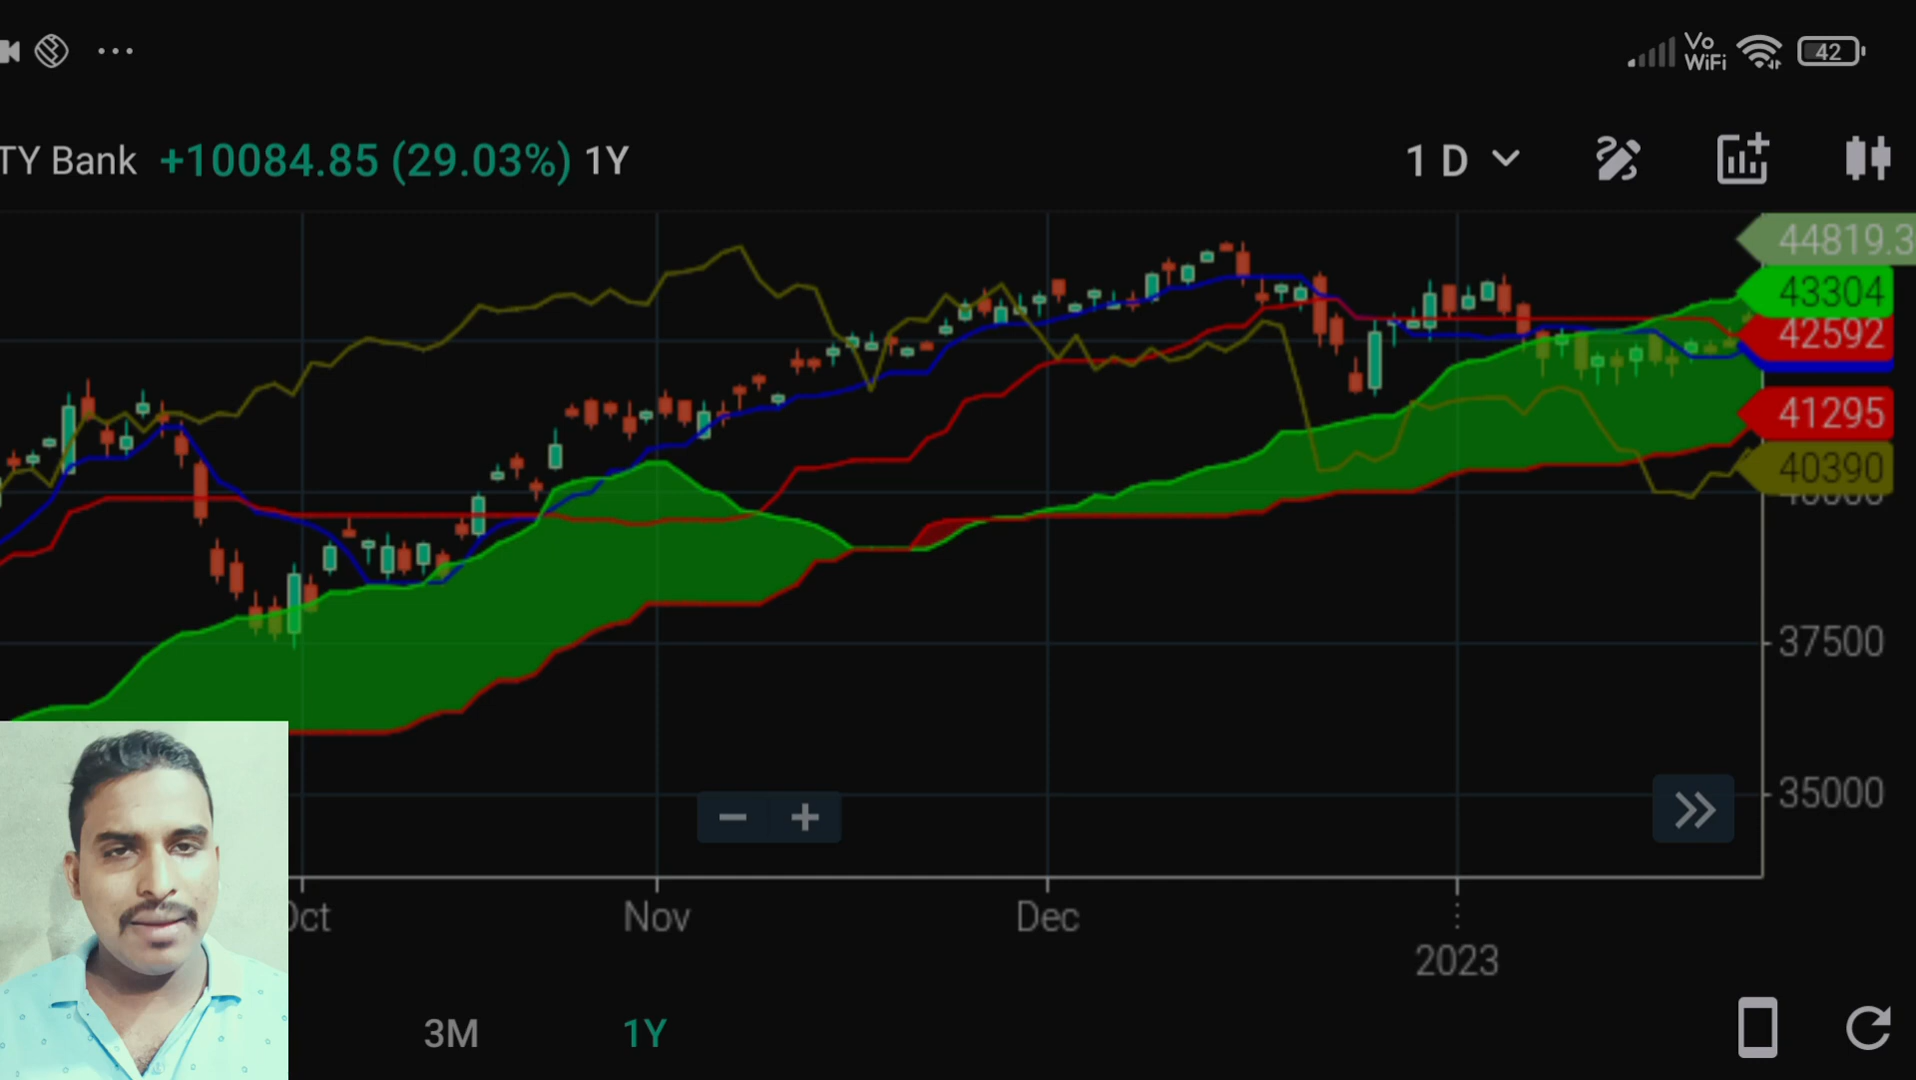 Vo
WiFi
42
TY Bank +10084.85 (29.03%) 1Y
1 D
44819.3
43304
42592
41295
40390
37500
35000
Oct Nov Dec
2023
3M 1Y